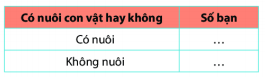 Có nuôi con vật hay không Số bạn
Có nuôi ...
Không nuôi ...